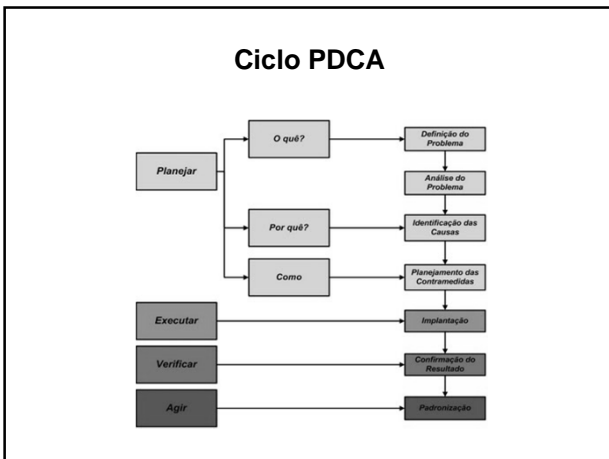 Ciclo PDCA
O quê?
Definição do
Problema
Planejar
Análise do
Problema
Por quê?
Identificação das
Causas
Como
Planejamento das
Contramedidas
Executar
Implantação
Verificar
Confirmação do
Resultado
Agir
Padronização